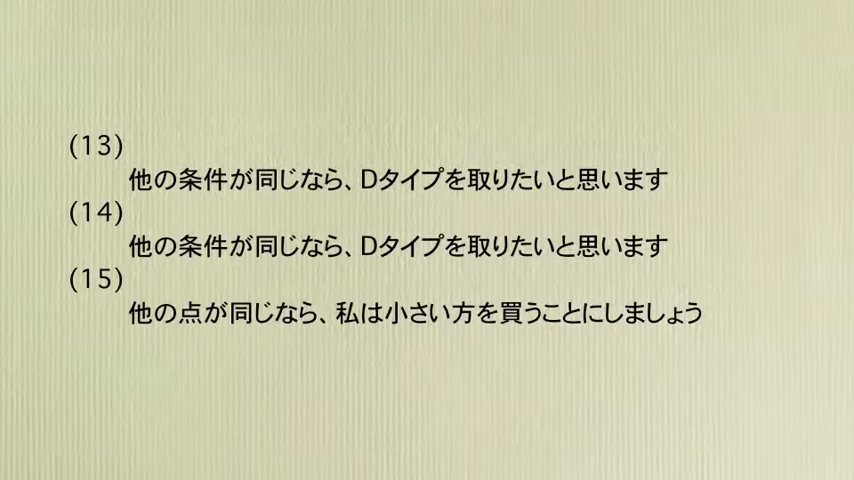 (13)
他の条件が同じなら、Dタイプを取りたいと思います
(14)
他の条件が同じなら、Dタイプを取りたいと思います
(15)
他の点が同じなら、私は小さい方を買うことにしましょう